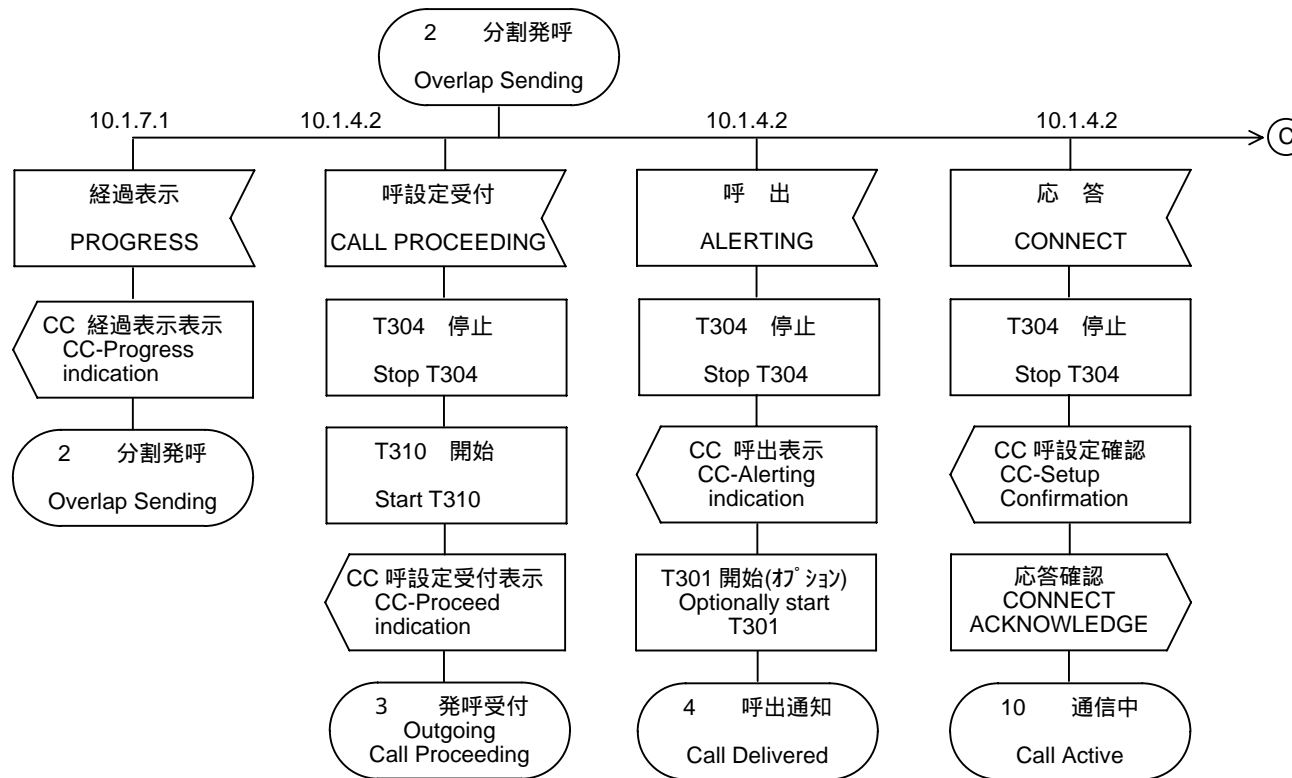 2 分割発呼
Overlap Sending
10.1.7.1 10.1.4.2 10.1.4.2 10.1.4.2
C
経過表示
PROGRESS
CC 経過表示表示
CC-Progress
indication
2 分割発呼
Overlap Sending
呼設定受付
CALL PROCEEDING
T304 停止
Stop T304
T310 開始
Start T310
CC 呼設定受付表示
CC-Proceed
indication
3 発呼受付
Outgoing
Call Proceeding
呼 出
ALERTING
T304 停止
Stop T304
CC 呼出表示
CC-Alerting
indication
T301 開始(ｵﾌﾟｼｮﾝ)
Optionally start
T301
4 呼出通知
Call Delivered
応 答
CONNECT
T304 停止
Stop T304
CC 呼設定確認
CC-Setup
Confirmation
応答確認
CONNECT
ACKNOWLEDGE
10 通信中
Call Active